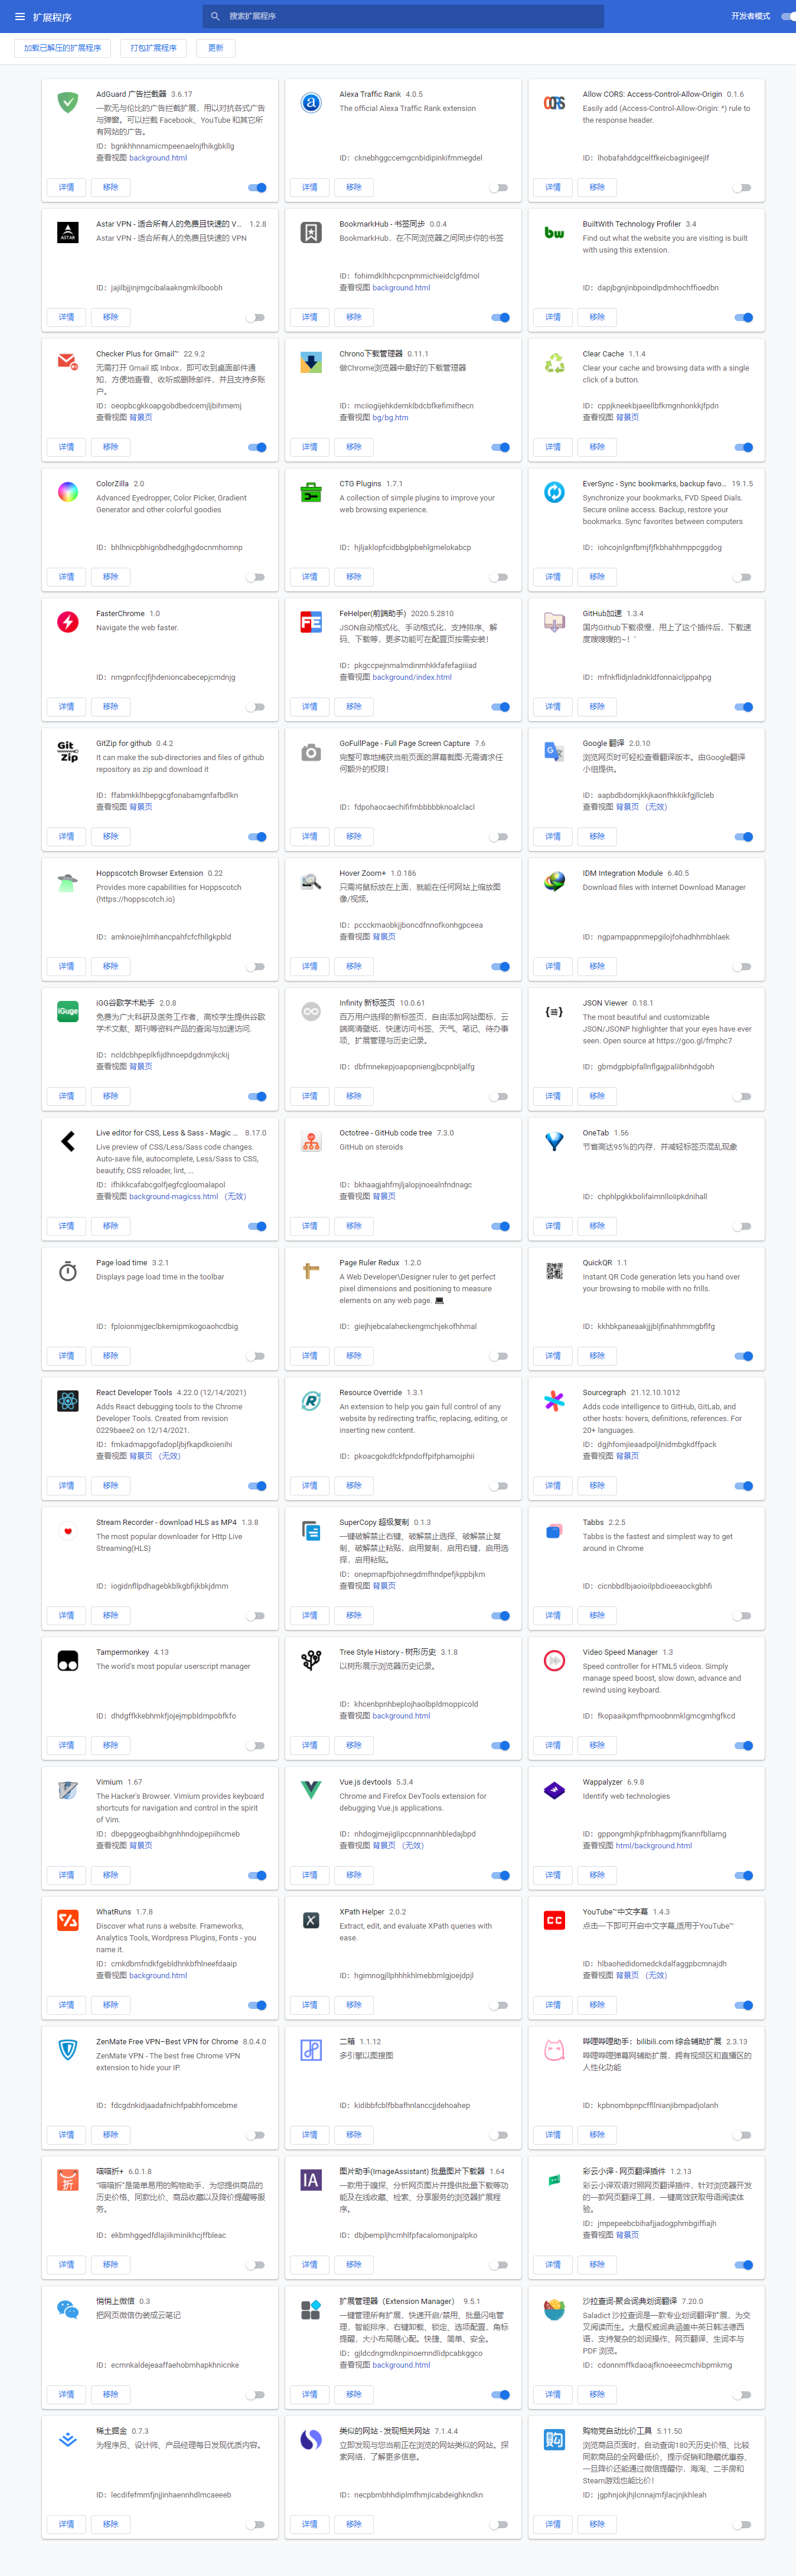 扩展程序
搜索扩展程序
开发者模式
加载已解压的扩展程序
打包扩展程序
更新
AdGuard 广告拦截器 3.6.17
一款无与伦比的广告拦截扩展，用以对抗各式广告
与弹窗。可以拦截 Facebook、YouTube 和其它所
有网站的广告。
ID：bgnkhhnnamicmpeenaelnjfhikgbkllg
查看视图 background.html
详情
移除
Alexa Traffic Rank 4.0.5
The official Alexa Traffic Rank extension
ID：cknebhggccemgcnbidipinkifmmegdel
详情
移除
Allow CORS: Access-Control-Allow-Origin 0.1.6
Easily add (Access-Control-Allow-Origin: *) rule to
the response header.
ID：lhobafahddgcelffkeicbaginigeejlf
详情
移除
Astar VPN - 适合所有人的免费且快速的 V... 1.2.8
Astar VPN - 适合所有人的免费且快速的 VPN
ID：jajilbjjinjmgcibalaakngmkilboobh
详情
移除
BookmarkHub - 书签同步 0.0.4
BookmarkHub，在不同浏览器之间同步你的书签
ID：fohimdklhhcpcnpmmichieidclgfdmol
查看视图 background.html
详情
移除
BuiltWith Technology Profiler 3.4
Find out what the website you are visiting is built
with using this extension.
ID：dapjbgnjinbpoindlpdmhochffioedbn
详情
移除
Checker Plus for Gmail™ 22.9.2
无需打开 Gmail 或 Inbox，即可收到桌面邮件通
知，方便地查看、收听或删除邮件，并且支持多账
户。
ID：oeopbcgkkoapgobdbedcemjljbihmemj
查看视图 背景页
详情
移除
Chrono下载管理器 0.11.1
做Chrome浏览器中最好的下载管理器
ID：mciiogijehkdemklbdcbfkefimifhecn
查看视图 bg/bg.htm
详情
移除
Clear Cache 1.1.4
Clear your cache and browsing data with a single
click of a button.
ID：cppjkneekbjaeellbfkmgnhonkkjfpdn
查看视图 背景页
详情
移除
ColorZilla 2.0
Advanced Eyedropper, Color Picker, Gradient
Generator and other colorful goodies
ID：bhlhnicpbhignbdhedgjhgdocnmhomnp
详情
移除
CTG Plugins 1.7.1
A collection of simple plugins to improve your
web browsing experience.
ID：hjljaklopfcidbbglpbehlgmelokabcp
详情
移除
EverSync - Sync bookmarks, backup favo... 19.1.5
Synchronize your bookmarks, FVD Speed Dials.
Secure online access. Backup, restore your
bookmarks. Sync favorites between computers
ID：iohcojnlgnfbmjfjfkbhahhmppcggdog
详情
移除
FasterChrome 1.0
Navigate the web faster.
ID：nmgpnfccjfjhdenioncabecepjcmdnjg
详情
移除
FeHelper(前端助手) 2020.5.2810
JSON自动格式化、手动格式化，支持排序、解
码、下载等，更多功能可在配置页按需安装！
ID：pkgccpejnmalmdinmhkkfafefagiiiad
查看视图 background/index.html
详情
移除
GitHub加速 1.3.4
国内Github下载很慢，用上了这个插件后，下载速
度嗖嗖嗖的~！`
ID：mfnkflidjnladnkldfonnaicljppahpg
详情
移除
GitZip for github 0.4.2
It can make the sub-directories and files of github
repository as zip and download it
ID：ffabmkklhbepgcgfonabamgnfafbdlkn
查看视图 背景页
详情
移除
GoFullPage - Full Page Screen Capture 7.6
完整可靠地捕获当前页面的屏幕截图-无需请求任
何额外的权限！
ID：fdpohaocaechififmbbbbbknoalclacl
详情
移除
Google 翻译 2.0.10
浏览网页时可轻松查看翻译版本。由Google翻译
小组提供。
ID：aapbdbdomjkkjkaonfhkkikfgjllcleb
查看视图 背景页 （无效）
详情
移除
Hoppscotch Browser Extension 0.22
Provides more capabilities for Hoppscotch
(https://hoppscotch.io)
ID：amknoiejhlmhancpahfcfcfhllgkpbld
详情
移除
Hover Zoom+ 1.0.186
只需将鼠标放在上面，就能在任何网站上缩放图
像/视频。
ID：pccckmaobkjjboncdfnnofkonhgpceea
查看视图 背景页
详情
移除
IDM Integration Module 6.40.5
Download files with Internet Download Manager
ID：ngpampappnmepgilojfohadhhmbhlaek
详情
移除
iGG谷歌学术助手 2.0.8
免费为广大科研及医务工作者、高校学生提供谷歌
学术文献、期刊等资料产品的查询与加速访问.
ID：ncldcbhpeplkfijdhnoepdgdnmjkckij
查看视图 背景页
详情
移除
Infinity 新标签页 10.0.61
百万用户选择的新标签页，自由添加网站图标，云
端高清壁纸、快速访问书签、天气、笔记、待办事
项、扩展管理与历史记录。
ID：dbfmnekepjoapopniengjbcpnbljalfg
详情
移除
JSON Viewer 0.18.1
The most beautiful and customizable
JSON/JSONP highlighter that your eyes have ever
seen. Open source at https://goo.gl/fmphc7
ID：gbmdgpbipfallnflgajpaliibnhdgobh
详情
移除
Live editor for CSS, Less & Sass - Magic ... 8.17.0
Live preview of CSS/Less/Sass code changes.
Auto-save file, autocomplete, Less/Sass to CSS,
beautify, CSS reloader, lint, ...
ID：ifhikkcafabcgolfjegfcgloomalapol
查看视图 background-magicss.html （无效）
详情
移除
Octotree - GitHub code tree 7.3.0
GitHub on steroids
ID：bkhaagjahfmjljalopjnoealnfndnagc
查看视图 背景页
详情
移除
OneTab 1.56
节省高达95％的内存，并减轻标签页混乱现象
ID：chphlpgkkbolifaimnlloiipkdnihall
详情
移除
Page load time 3.2.1
Displays page load time in the toolbar
ID：fploionmjgeclbkemipmkogoaohcdbig
详情
移除
Page Ruler Redux 1.2.0
A Web Developer\Designer ruler to get perfect
pixel dimensions and positioning to measure
elements on any web page. 💻
ID：giejhjebcalaheckengmchjekofhhmal
详情
移除
QuickQR 1.1
Instant QR Code generation lets you hand over
your browsing to mobile with no frills.
ID：kkhbkpaneaakjjjbljfinahhmmgbflfg
详情
移除
React Developer Tools 4.22.0 (12/14/2021)
Adds React debugging tools to the Chrome
Developer Tools. Created from revision
0229baee2 on 12/14/2021.
ID：fmkadmapgofadopljbjfkapdkoienihi
查看视图 背景页 （无效）
详情
移除
Resource Override 1.3.1
An extension to help you gain full control of any
website by redirecting traffic, replacing, editing, or
inserting new content.
ID：pkoacgokdfckfpndoffpifphamojphii
详情
移除
Sourcegraph 21.12.10.1012
Adds code intelligence to GitHub, GitLab, and
other hosts: hovers, definitions, references. For
20+ languages.
ID：dgjhfomjieaadpoljlnidmbgkdffpack
查看视图 背景页
详情
移除
Stream Recorder - download HLS as MP4 1.3.8
The most popular downloader for Http Live
Streaming(HLS)
ID：iogidnfllpdhagebkblkgbfijkbkjdmm
详情
移除
SuperCopy 超级复制 0.1.3
一键破解禁止右键、破解禁止选择、破解禁止复
制、破解禁止粘贴，启用复制，启用右键，启用选
择，启用粘贴。
ID：onepmapfbjohnegdmfhndpefjkppbjkm
查看视图 背景页
详情
移除
Tabbs 2.2.5
Tabbs is the fastest and simplest way to get
around in Chrome
ID：cicnbbdlbjaoioilpbdioeeaockgbhfi
详情
移除
Tampermonkey 4.13
The world's most popular userscript manager
ID：dhdgffkkebhmkfjojejmpbldmpobfkfo
详情
移除
Tree Style History - 树形历史 3.1.8
以树形展示浏览器历史记录。
ID：khcenbpnhbeplojhaolbpldmoppicold
查看视图 background.html
详情
移除
Video Speed Manager 1.3
Speed controller for HTML5 videos. Simply
manage speed boost, slow down, advance and
rewind using keyboard.
ID：fkopaaikpmfhpmoobnmklgmcgmhgfkcd
详情
移除
Vimium 1.67
The Hacker's Browser. Vimium provides keyboard
shortcuts for navigation and control in the spirit
of Vim.
ID：dbepggeogbaibhgnhhndojpepiihcmeb
查看视图 背景页
详情
移除
Vue.js devtools 5.3.4
Chrome and Firefox DevTools extension for
debugging Vue.js applications.
ID：nhdogjmejiglipccpnnnanhbledajbpd
查看视图 背景页 （无效）
详情
移除
Wappalyzer 6.9.8
Identify web technologies
ID：gppongmhjkpfnbhagpmjfkannfbllamg
查看视图 html/background.html
详情
移除
WhatRuns 1.7.8
Discover what runs a website. Frameworks,
Analytics Tools, Wordpress Plugins, Fonts - you
name it.
ID：cmkdbmfndkfgebldhnkbfhlneefdaaip
查看视图 background.html
详情
移除
XPath Helper 2.0.2
Extract, edit, and evaluate XPath queries with
ease.
ID：hgimnogjllphhhkhlmebbmlgjoejdpjl
详情
移除
YouTube™中文字幕 1.4.3
点击一下即可开启中文字幕,适用于YouTube™
ID：hlbaohedidomedckdalfaggpbcmnajdh
查看视图 背景页 （无效）
详情
移除
ZenMate Free VPN–Best VPN for Chrome 8.0.4.0
ZenMate VPN - The best free Chrome VPN
extension to hide your IP.
ID：fdcgdnkidjaadafnichfpabhfomcebme
详情
移除
二箱 1.1.12
多引擎以图搜图
ID：kidibbfcblfbbafhnlanccjjdehoahep
详情
移除
哔哩哔哩助手：bilibili.com 综合辅助扩展 2.3.13
哔哩哔哩弹幕网辅助扩展，拥有视频区和直播区的
人性化功能
ID：kpbnombpnpcffllnianjibmpadjolanh
详情
移除
喵喵折+ 6.0.1.8
“喵喵折”是简单易用的购物助手，为您提供商品的
历史价格、同款比价、商品收藏以及降价提醒等服
务。
ID：ekbmhggedfdlajiikminikhcjffbleac
详情
移除
图片助手(ImageAssistant) 批量图片下载器 1.64
一款用于嗅探、分析网页图片并提供批量下载等功
能及在线收藏、检索、分享服务的浏览器扩展程
序。
ID：dbjbempljhcmhlfpfacalomonjpalpko
详情
移除
彩云小译 - 网页翻译插件 1.2.13
彩云小译双语对照网页翻译插件，针对浏览器开发
的一款网页翻译工具，一键高效获取母语阅读体
验。
ID：jmpepeebcbihafjjadogphmbgiffiajh
查看视图 背景页
详情
移除
悄悄上微信 0.3
把网页微信伪装成云笔记
ID：ecmnkaldejeaaffaehobmhapkhnicnke
详情
移除
扩展管理器（Extension Manager） 9.5.1
一键管理所有扩展，快速开启/禁用、批量闪电管
理，智能排序，右键卸载、锁定、选项配置，角标
提醒，大小布局随心配。快捷、简单、安全。
ID：gjldcdngmdknpinoemndlidpcabkggco
查看视图 background.html
详情
移除
沙拉查词-聚合词典划词翻译 7.20.0
Saladict 沙拉查词是一款专业划词翻译扩展，为交
叉阅读而生。大量权威词典涵盖中英日韩法德西
语，支持复杂的划词操作、网页翻译、生词本与
PDF 浏览。
ID：cdonnmffkdaoajfknoeeecmchibpmkmg
详情
移除
稀土掘金 0.7.3
为程序员、设计师、产品经理每日发现优质内容。
ID：lecdifefmmfjnjjinhaennhdlmcaeeeb
详情
移除
类似的网站 - 发现相关网站 7.1.4.4
立即发现与您当前正在浏览的网站类似的网站。探
索网络，了解更多信息。
ID：necpbmbhhdiplmfhmjicabdeighkndkn
详情
移除
购物党自动比价工具 5.11.50
浏览商品页面时，自动查询180天历史价格、比较
同款商品的全网最低价、提示促销和隐藏优惠券、
一旦降价还能通过微信提醒你，海淘、二手房和
Steam游戏也能比价！
ID：jgphnjokjhjlcnnajmfjlacjnjkhleah
详情
移除